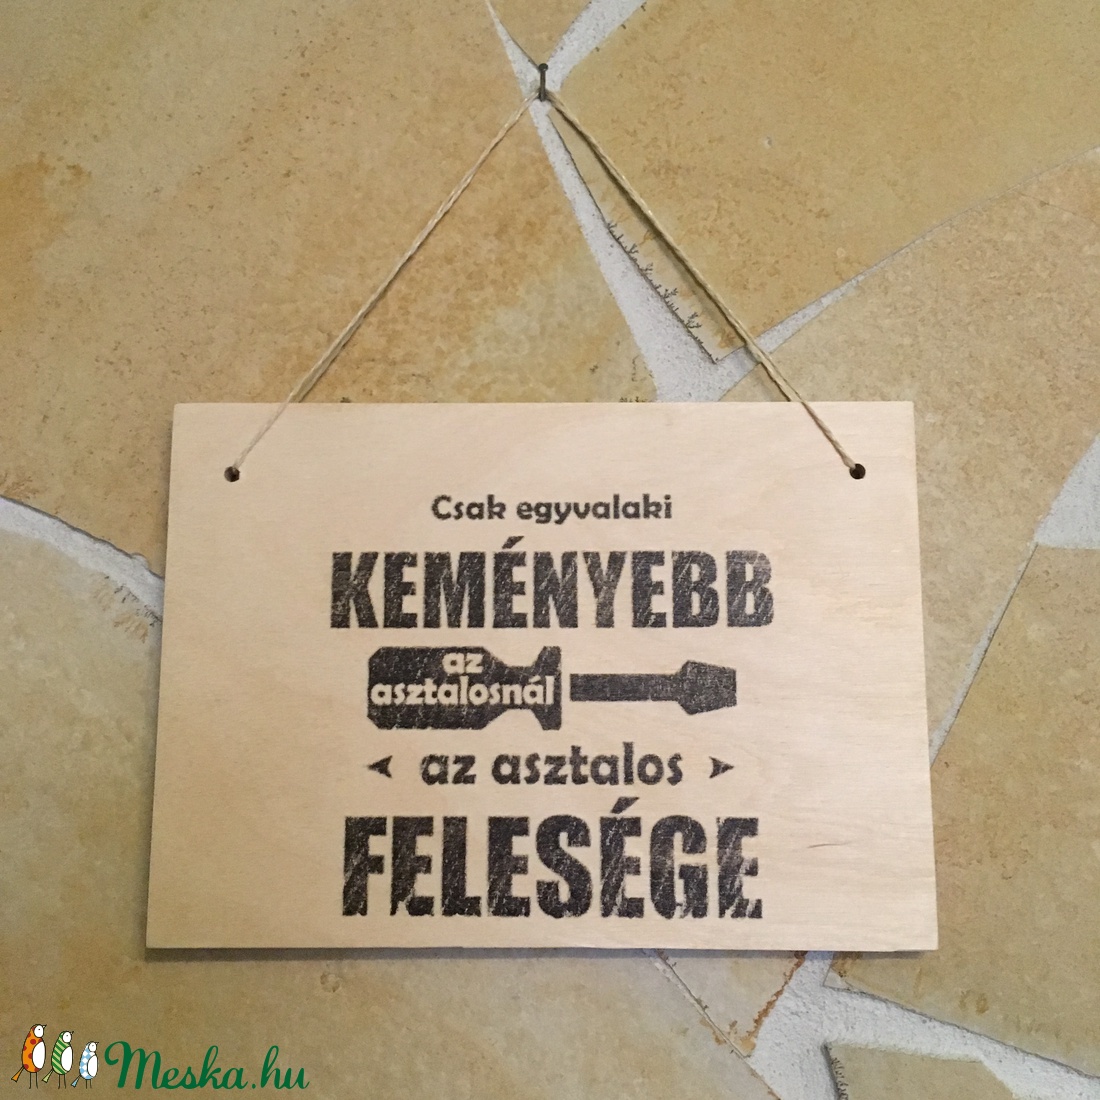 Csak egyvalaki
KEMÉNYEBB
az
asztalosnál
az asztalos
FELESÉGE
Meska.hu